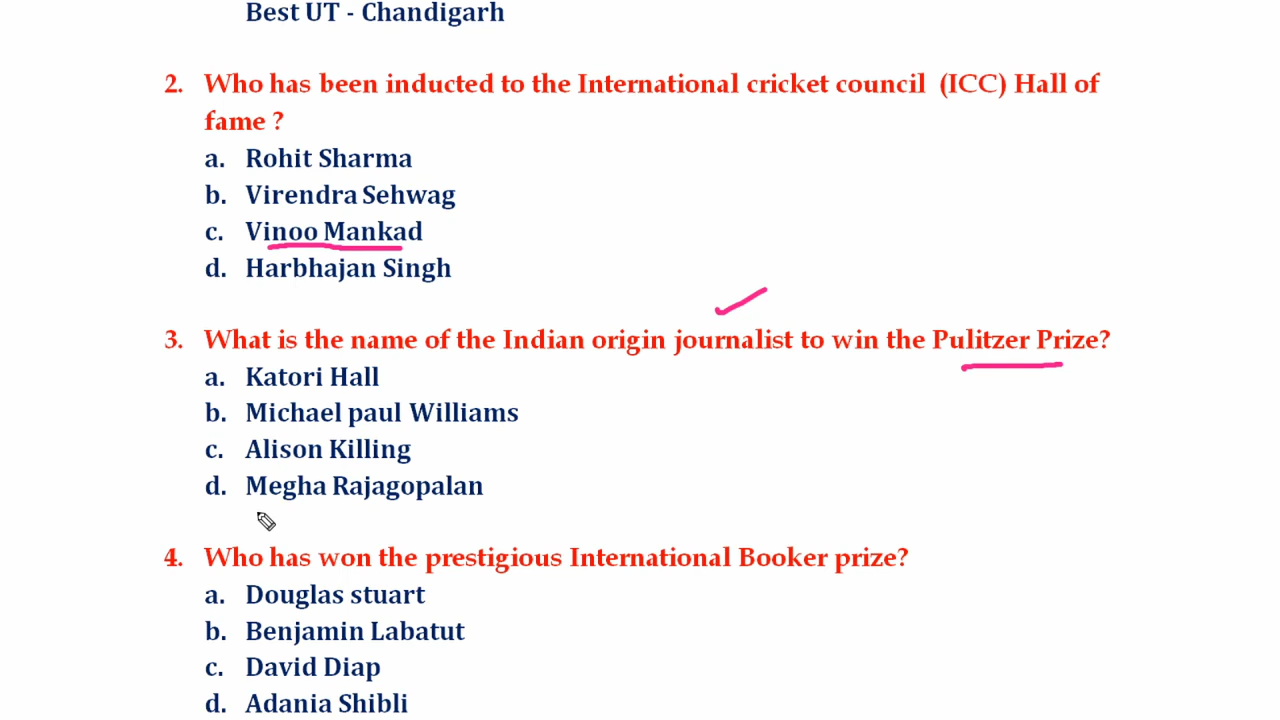 Best UT - Chandigarh
2. Who has been inducted to the International cricket council (ICC) Hall of
fame ?
a. Rohit Sharma
b. Virendra Sehwag
c. Vinoo Mankad
d. Harbhajan Singh
3. What is the name of the Indian origin journalist to win the Pulitzer Prize?
a. Katori Hall
b. Michael paul Williams
c. Alison Killing
d. Megha Rajagopalan
4. Who has won the prestigious International Booker prize?
a. Douglas stuart
b. Benjamin Labatut
c. David Diap
d. Adania Shibli